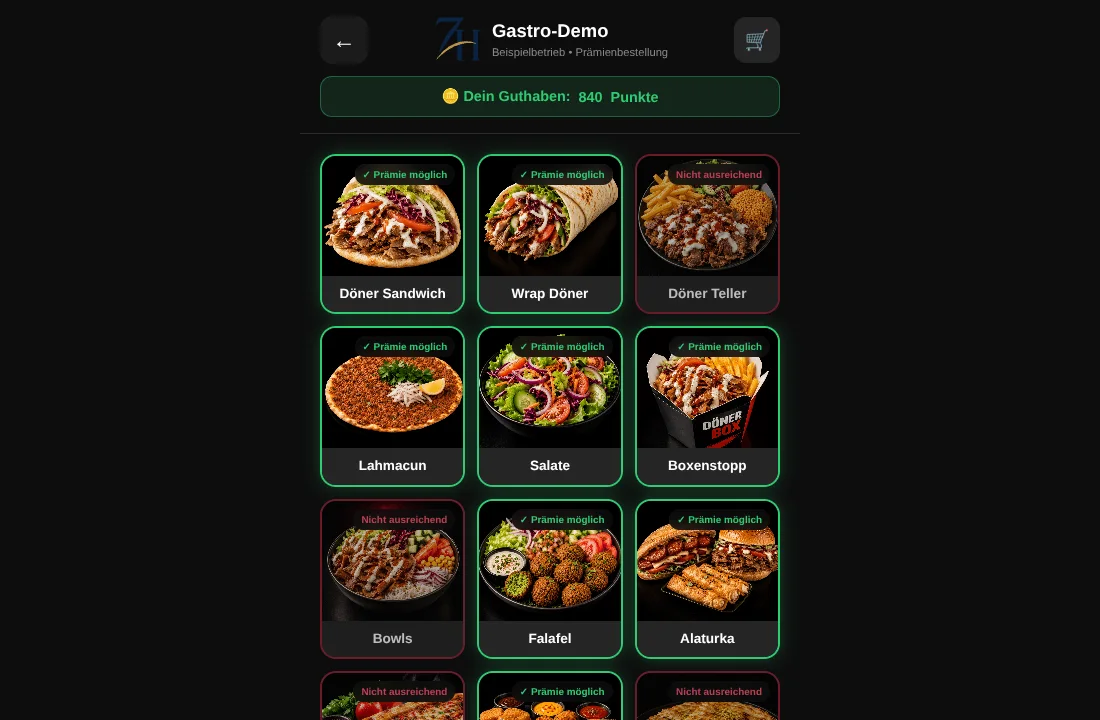 ←
ZH
Gastro-Demo
Beispielbetrieb • Prämienbestellung
Dein Guthaben: 840 Punkte
✓ Prämie möglich
✓ Prämie möglich
Nicht ausreichend
Döner Sandwich
Wrap Döner
Döner Teller
✓ Prämie möglich
✓ Prämie möglich
✓ Prämie möglich
DÖNER
BOX
Lahmacun
Salate
Boxenstopp
Nicht ausreichend
✓ Prämie möglich
✓ Prämie möglich
Bowls
Falafel
Alaturka
Nicht ausreichend
✓ Prämie möglich
Nicht ausreichend